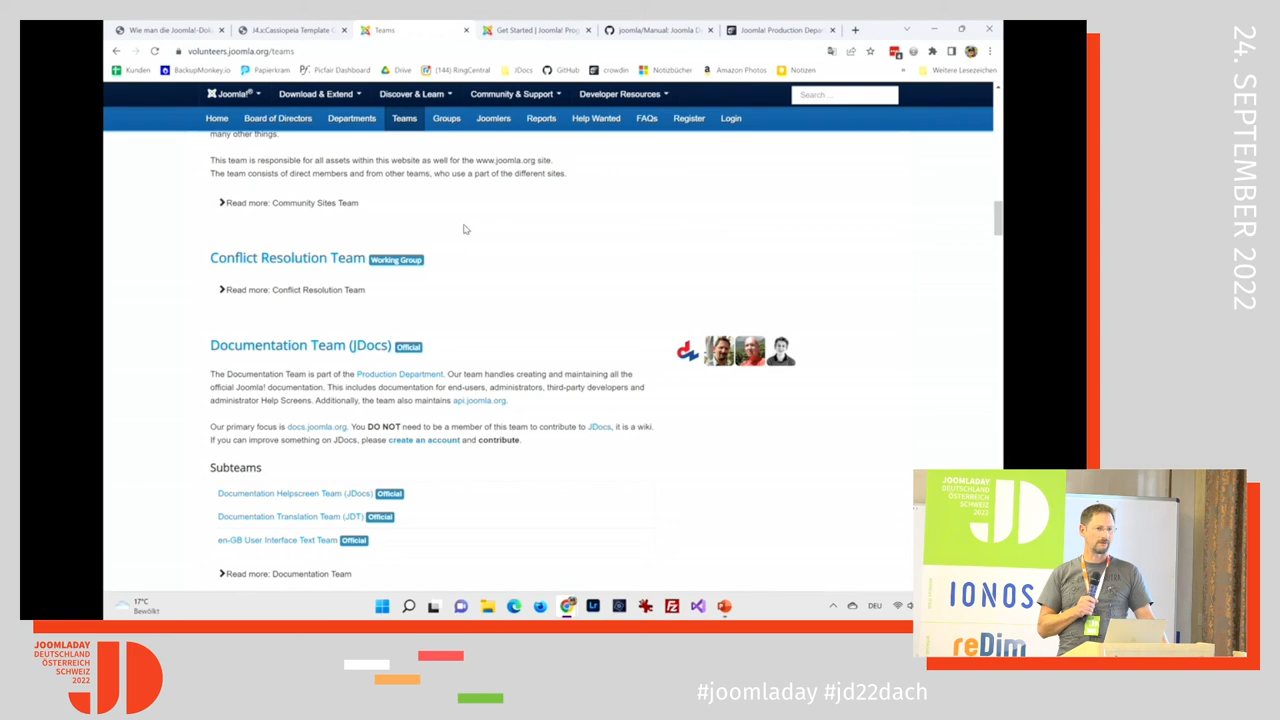 Wie man die Joomla!-Dok
J4.x:Cassiopeia Template C
Teams
Get Started | Joomla! Prog
joomla/Manual: Joomla D
Joomla! Production Depa
volunteers.joomla.org/teams
Kunden
BackupMonkey.io
Papierkram
Picfair Dashboard
Drive
(144) RingCentral
JDocs
GitHub
crowdin
Notizbücher
Amazon Photos
Notizen
»
Weitere Lesezeichen
Joomla!®
Download & Extend
Discover & Learn
Community & Support
Developer Resources
Search ...
Home
Board of Directors
Departments
Teams
Groups
Joomlers
Reports
Help Wanted
FAQs
Register
Login
many other things.
This team is responsible for all assets within this website as well for the www.joomla.org site.
The team consists of direct members and from other teams, who use a part of the different sites.
Read more: Community Sites Team
Conflict Resolution Team Working Group
Read more: Conflict Resolution Team
Documentation Team (JDocs) Official
The Documentation Team is part of the Production Department. Our team handles creating and maintaining all the
official Joomla! documentation. This includes documentation for end-users, administrators, third-party developers and
administrator Help Screens. Additionally, the team also maintains api.joomla.org.
Our primary focus is docs.joomla.org. You DO NOT need to be a member of this team to contribute to JDocs, it is a wiki.
If you can improve something on JDocs, please create an account and contribute.
Subteams
Documentation Helpscreen Team (JDocs) Official
Documentation Translation Team (JDT) Official
en-GB User Interface Text Team Official
Read more: Documentation Team
17°C
Bewölkt
DEU
24. SEPTEMBER 2022
JOOMLADAY
DEUTSCHLAND
ÖSTERREICH
SCHWEIZ
2022
IONOS
reDim
JOOMLADAY
DEUTSCHLAND
ÖSTERREICH
SCHWEIZ
2022
#joomladay #jd22dach